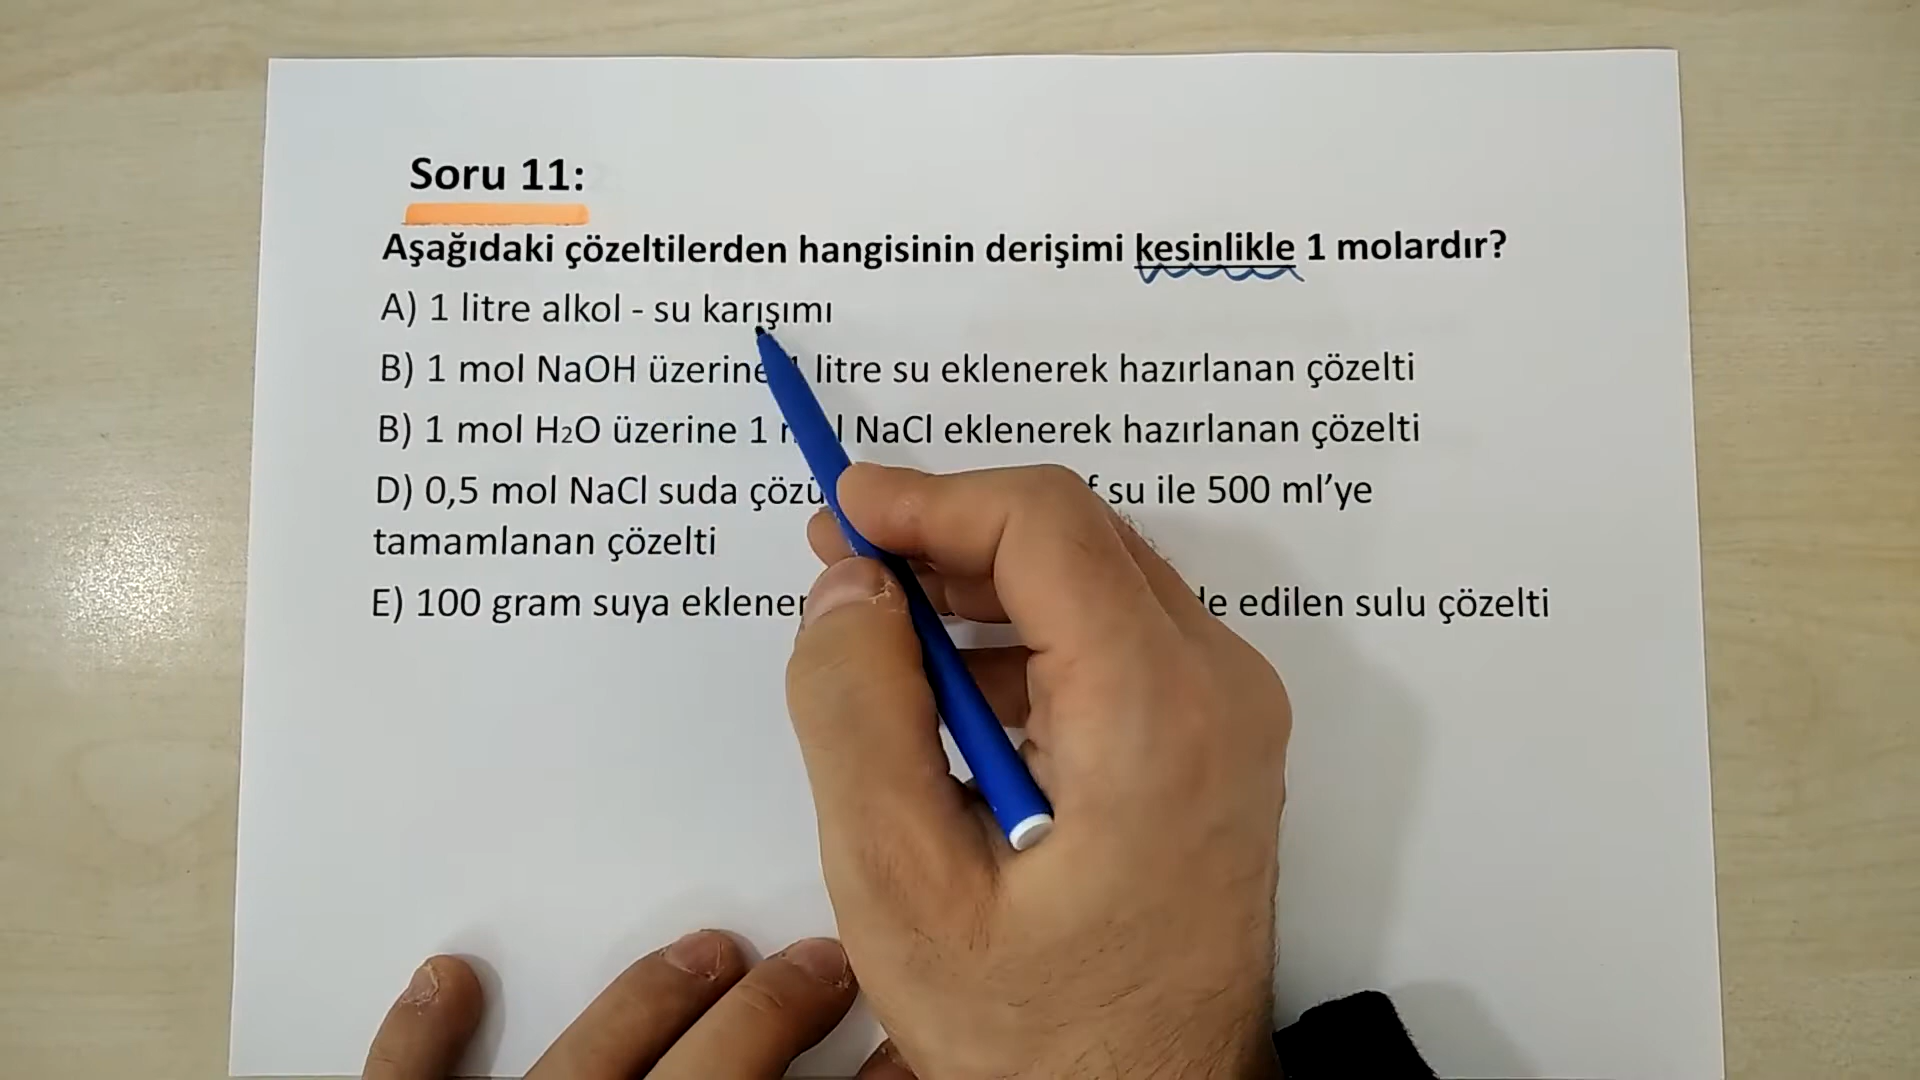 Soru 11:
Aşağıdaki çözeltilerden hangisinin derişimi kesinlikle 1 molardır?
A) 1 litre alkol - su karışımı
B) 1 mol NaOH üzerine 1 litre su eklenerek hazırlanan çözelti
B) 1 mol H₂O üzerine 1 NaCl eklenerek hazırlanan çözelti
D) 0,5 mol NaCl suda su ile 500 ml’ye
tamamlanan çözelti
E) 100 gram suya edilen sulu çözelti